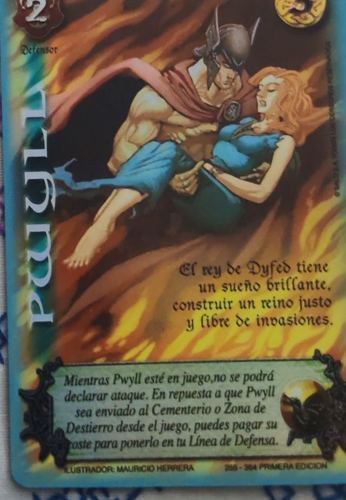 2
Defensor
PWYLL
El rey de Dyfed tiene
un sueño brillante,
construir un reino justo
y libre de invasiones.
Mientras Pwyll esté en juego,no se podrá
declarar ataque. En respuesta a que Pwyll
sea enviado al Cementerio o Zona de
Destierro desde el juego, puedes pagar su
coste para ponerlo en tu Línea de Defensa.
ILUSTRADOR: MAURICIO HERRERA
PRIMERA EDICION